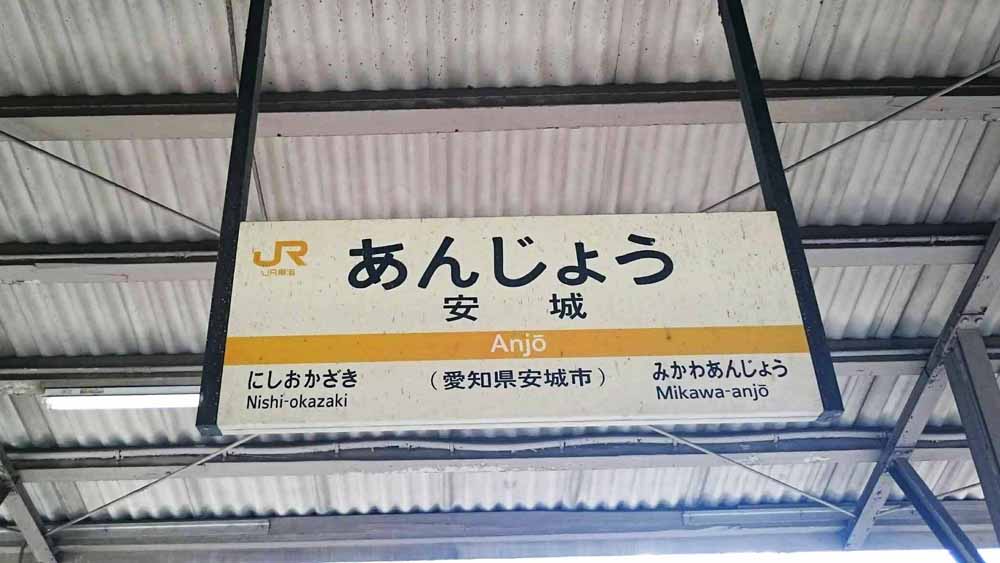 JR
JR東海
あんじょう
安 城
Anjō
にしおかざき
Nishi-okazaki
（愛知県安城市）
みかわあんじょう
Mikawa-anjō